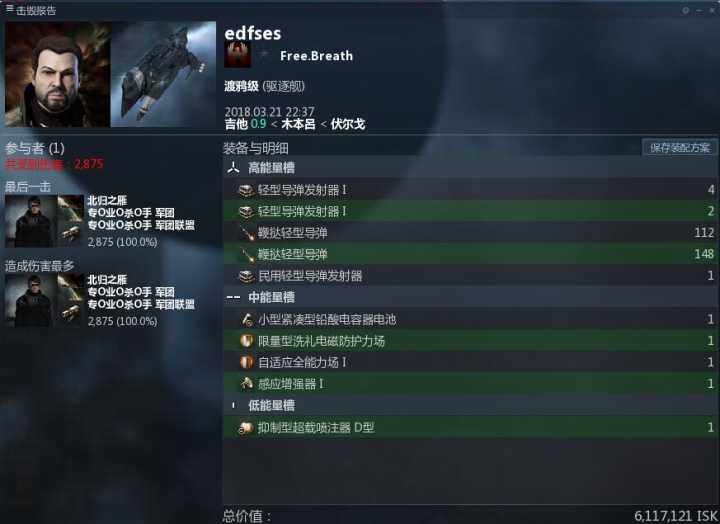 击毁报告
edfses
Free.Breath
渡鸦级 (驱逐舰)
2018.03.21 22:37
吉他 0.9 < 木本吕 < 伏尔戈
参与者 (1)
共受到伤害：2,875
最后一击
北归之雁
专O业O杀O手 军团
专O业O杀O手 军团联盟
2,875 (100.0%)
造成伤害最多
北归之雁
专O业O杀O手 军团
专O业O杀O手 军团联盟
2,875 (100.0%)
装备与明细
保存装配方案
高能量槽
轻型导弹发射器 I 4
轻型导弹发射器 I 2
鞭挞轻型导弹 112
鞭挞轻型导弹 148
民用轻型导弹发射器 1
中能量槽
小型紧凑型铅酸电容器电池 1
限量型洗礼电磁防护力场 1
自适应全能力场 I 1
感应增强器 I 1
低能量槽
抑制型超载喷注器 D型 1
总价值： 6,117,121 ISK